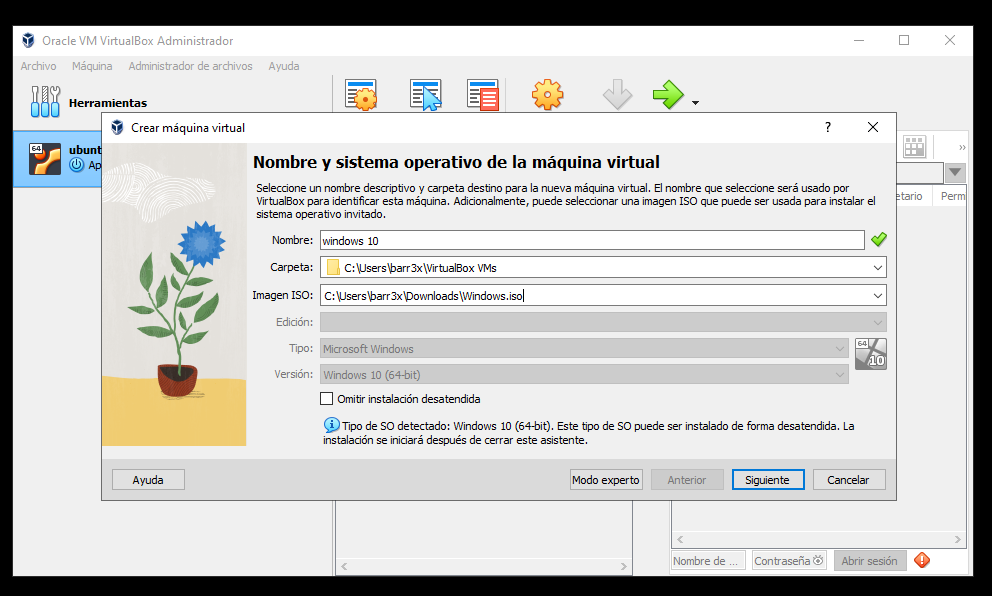 Oracle VM VirtualBox Administrador
Archivo Máquina Administrador de archivos Ayuda
Herramientas
Crear máquina virtual ?
64 ubunt
Ap
etario Perm
Nombre y sistema operativo de la máquina virtual
Seleccione un nombre descriptivo y carpeta destino para la nueva máquina virtual. El nombre que seleccione será usado por
VirtualBox para identificar esta máquina. Adicionalmente, puede seleccionar una imagen ISO que puede ser usada para instalar el
sistema operativo invitado.
Nombre: windows 10
Carpeta: C:\Users\barr3x\VirtualBox VMs
Imagen ISO: C:\Users\barr3x\Downloads\Windows.iso
Edición:
Tipo: Microsoft Windows
64
10
Versión: Windows 10 (64-bit)
Omitir instalación desatendida
Tipo de SO detectado: Windows 10 (64-bit). Este tipo de SO puede ser instalado de forma desatendida. La
instalación se iniciará después de cerrar este asistente.
Ayuda Modo experto Anterior Siguiente Cancelar
Nombre de ... Contraseña Abrir sesión